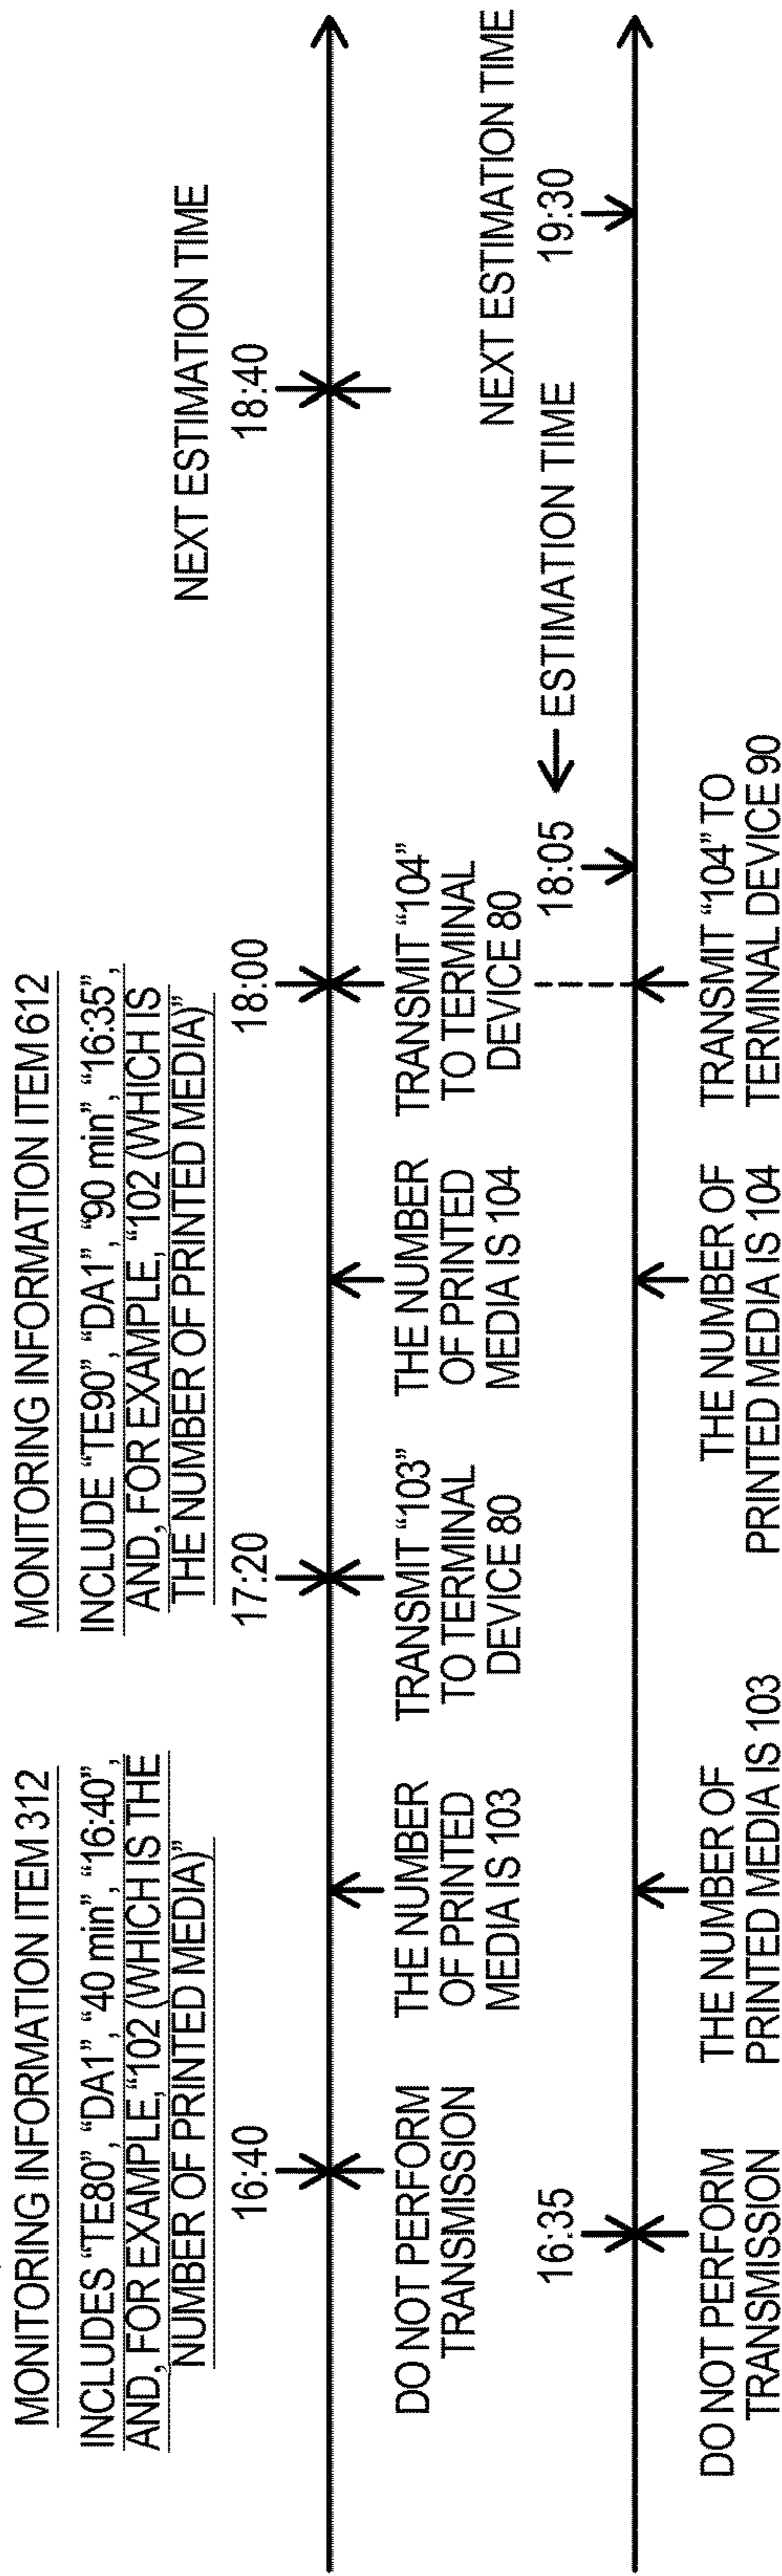 MONITORING INFORMATION ITEM 312
INCLUDES “TE80”, “DA1”, “40 min”, “16:40”,
AND, FOR EXAMPLE, “102 (WHICH IS THE
NUMBER OF PRINTED MEDIA)”
MONITORING INFORMATION ITEM 612
INCLUDE “TE90”, “DA1”, “90 min”, “16:35”,
AND, FOR EXAMPLE, “102 (WHICH IS
THE NUMBER OF PRINTED MEDIA)”
NEXT ESTIMATION TIME
16:40
17:20
18:00
18:40
DO NOT PERFORM
TRANSMISSION
THE NUMBER
OF PRINTED
MEDIA IS 103
TRANSMIT “103”
TO TERMINAL
DEVICE 80
THE NUMBER
OF PRINTED
MEDIA IS 104
TRANSMIT “104”
TO TERMINAL
DEVICE 80
NEXT ESTIMATION TIME
16:35
18:05
ESTIMATION TIME
19:30
DO NOT PERFORM
TRANSMISSION
THE NUMBER OF
PRINTED MEDIA IS 103
THE NUMBER OF
PRINTED MEDIA IS 104
TRANSMIT “104” TO
TERMINAL DEVICE 90